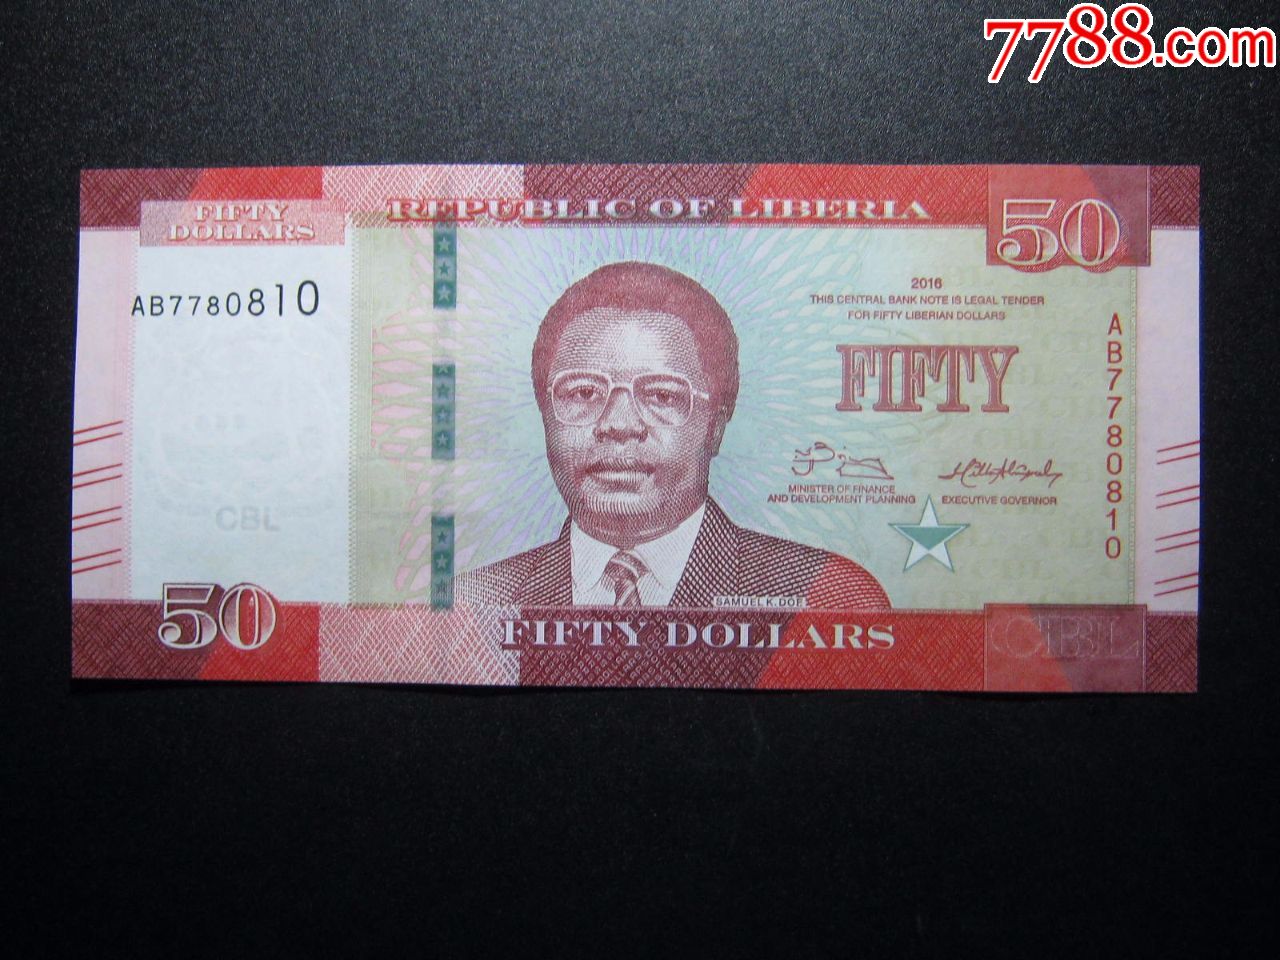 7788.com
FIFTY
DOLLARS
REPUBLIC OF LIBERIA
50
AB7780810
2016
THIS CENTRAL BANK NOTE IS LEGAL TENDER
FOR FIFTY LIBERIAN DOLLARS
FIFTY
AB7780810
MINISTER OF FINANCE
AND DEVELOPMENT PLANNING
EXECUTIVE GOVERNOR
CBL
SAMUEL K. DOE
50
FIFTY DOLLARS
CBL